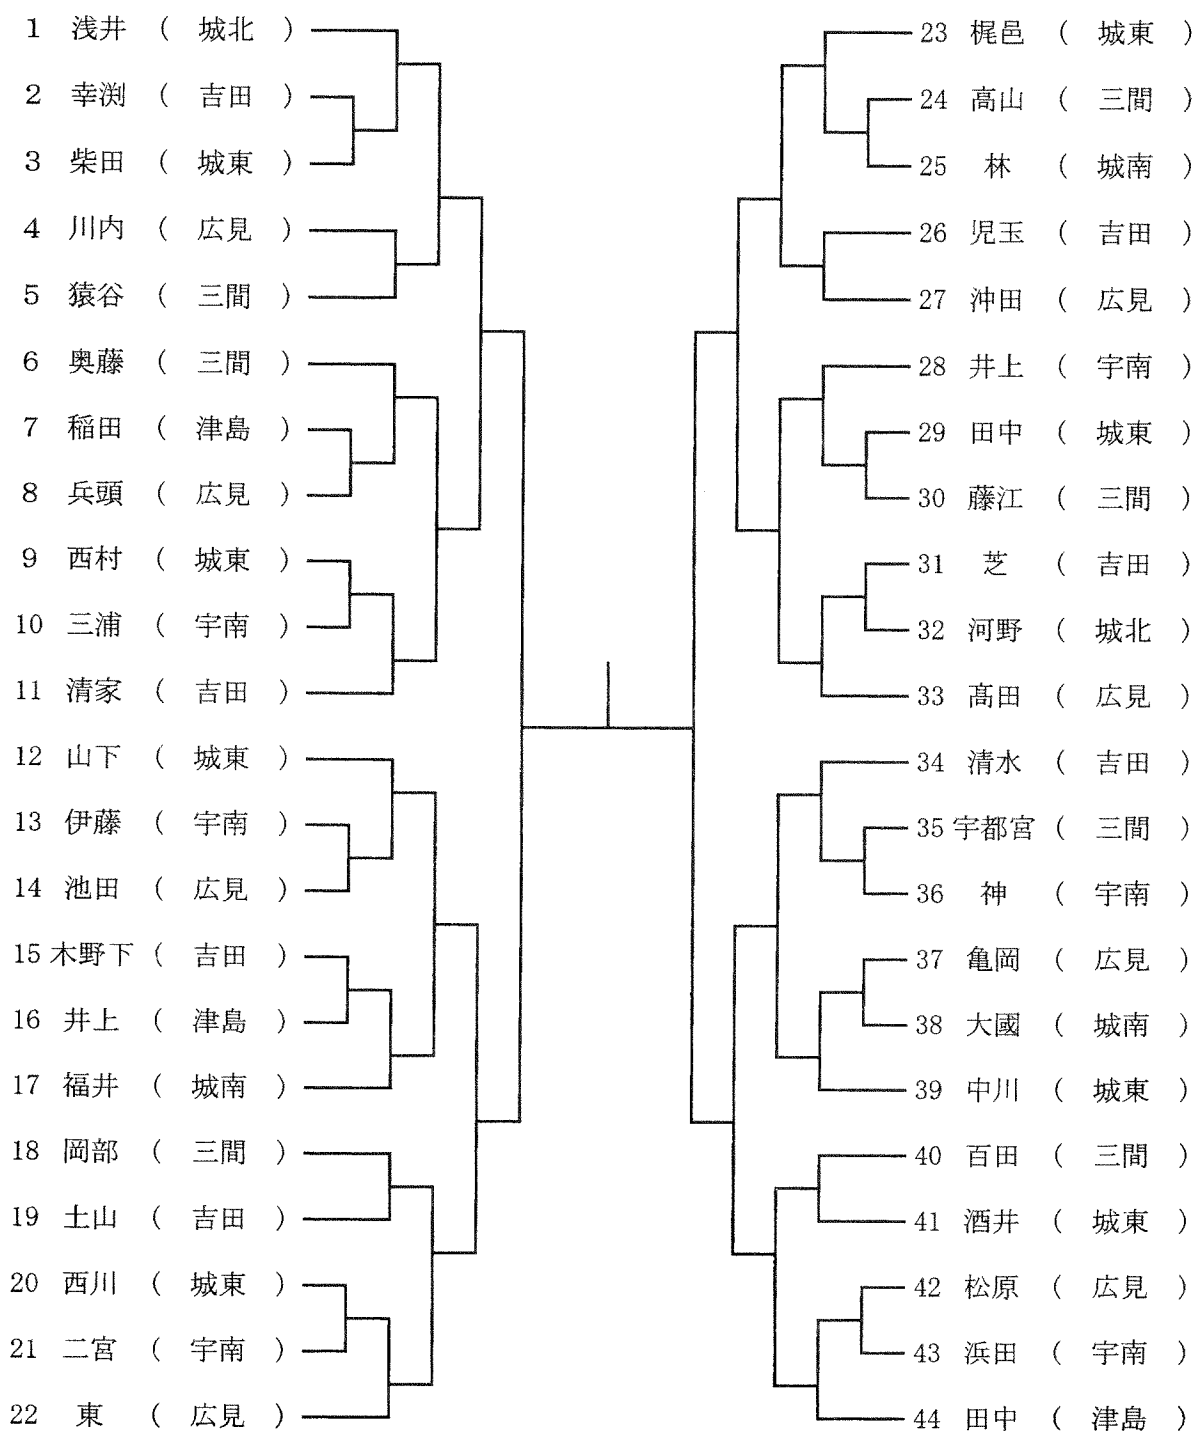 1 浅井 ( 城北 )
2 幸渕 ( 吉田 )
3 柴田 ( 城東 )
4 川内 ( 広見 )
5 猿谷 ( 三間 )
6 奥藤 ( 三間 )
7 稲田 ( 津島 )
8 兵頭 ( 広見 )
9 西村 ( 城東 )
10 三浦 ( 宇南 )
11 清家 ( 吉田 )
12 山下 ( 城東 )
13 伊藤 ( 宇南 )
14 池田 ( 広見 )
15 木野下 ( 吉田 )
16 井上 ( 津島 )
17 福井 ( 城南 )
18 岡部 ( 三間 )
19 土山 ( 吉田 )
20 西川 ( 城東 )
21 二宮 ( 宇南 )
22 東 ( 広見 )
23 梶邑 ( 城東 )
24 高山 ( 三間 )
25 林 ( 城南 )
26 児玉 ( 吉田 )
27 沖田 ( 広見 )
28 井上 ( 宇南 )
29 田中 ( 城東 )
30 藤江 ( 三間 )
31 芝 ( 吉田 )
32 河野 ( 城北 )
33 髙田 ( 広見 )
34 清水 ( 吉田 )
35 宇都宮 ( 三間 )
36 神 ( 宇南 )
37 亀岡 ( 広見 )
38 大國 ( 城南 )
39 中川 ( 城東 )
40 百田 ( 三間 )
41 酒井 ( 城東 )
42 松原 ( 広見 )
43 浜田 ( 宇南 )
44 田中 ( 津島 )